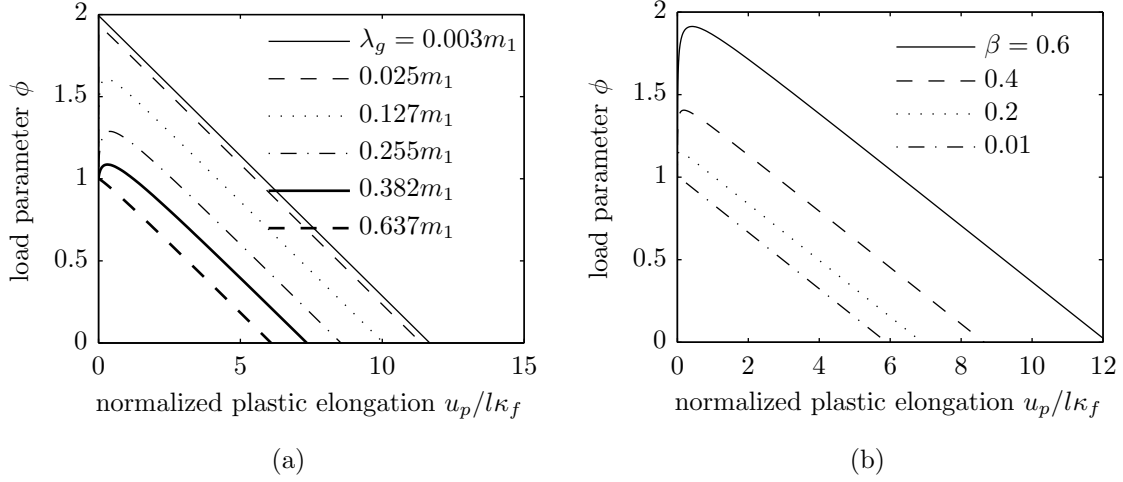 2
1.5
1
0.5
0
0
5
10
15
load parameter ϕ
normalized plastic elongation u_p/lκ_f
λ_g = 0.003m_1
0.025m_1
0.127m_1
0.255m_1
0.382m_1
0.637m_1
(a)
2
1.5
1
0.5
0
0
2
4
6
8
10
12
load parameter ϕ
normalized plastic elongation u_p/lκ_f
β = 0.6
0.4
0.2
0.01
(b)